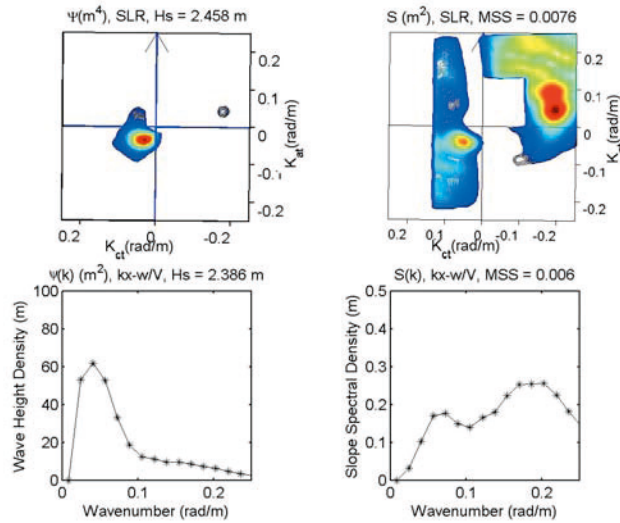 Ψ(m⁴), SLR, Hs = 2.458 m
0.2
0.1
0
-0.1
-0.2
K_at(rad/m)
0.2 0 -0.2
K_ct(rad/m)
S (m²), SLR, MSS = 0.0076
0.2
0.1
0
-0.1
-0.2
K_at(rad/m)
0.2 0.1 0 -0.1 -0.2
K_ct(rad/m)
Ψ(k) (m²), kx-w/V, Hs = 2.386 m
Wave Height Density (m)
100
80
60
40
20
0
0 0.1 0.2
Wavenumber (rad/m)
S(k), kx-w/V, MSS = 0.006
Slope Spectral Density (m)
0.5
0.4
0.3
0.2
0.1
0
0 0.1 0.2
Wavenumber (rad/m)